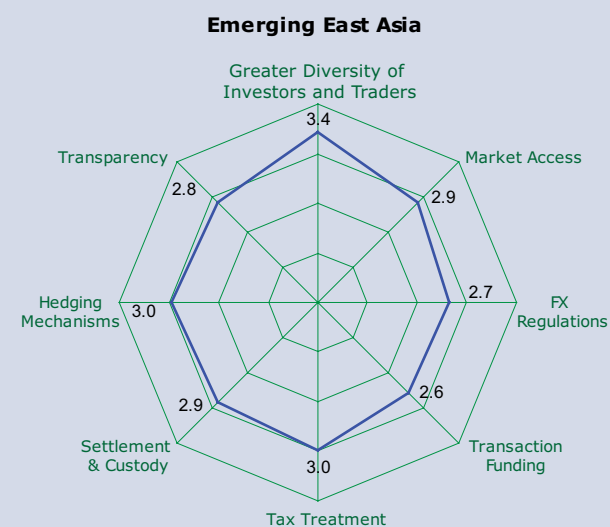 Emerging East Asia
Greater Diversity of
Investors and Traders
3.4
Transparency
Market Access
2.8
2.9
Hedging
Mechanisms
3.0
2.7
FX
Regulations
2.9
2.6
Settlement
& Custody
Transaction
Funding
3.0
Tax Treatment